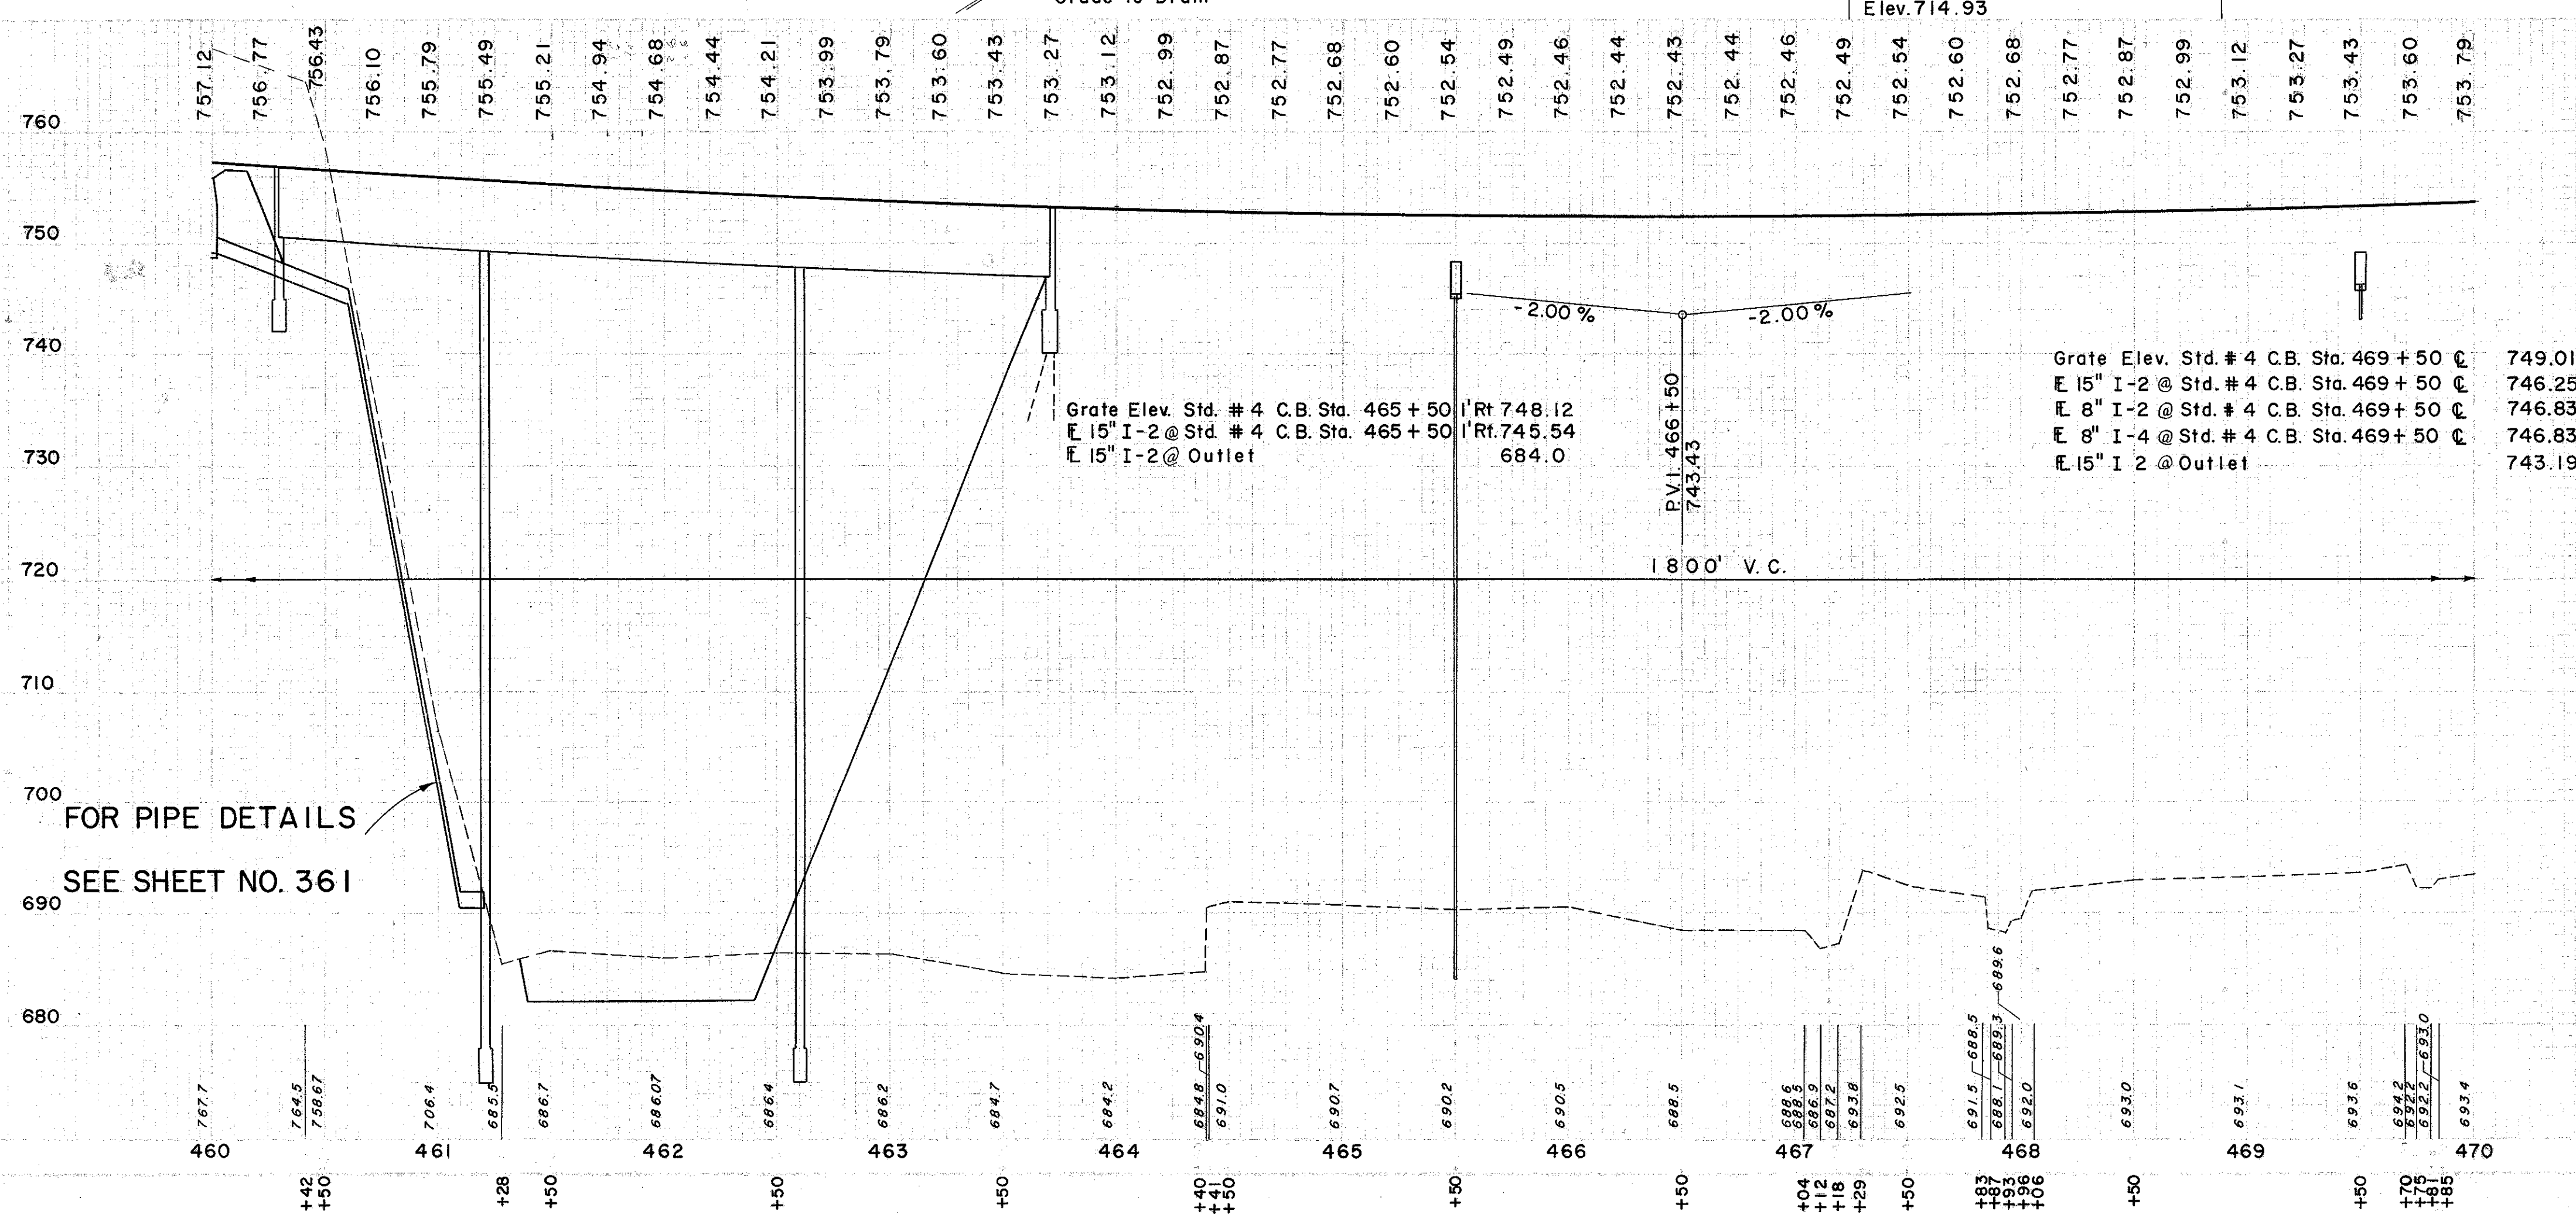 Elev. 714.93
757.12 756.77 756.43 756.10 755.79 755.49 755.21 754.94 754.68 754.44 754.21 753.99 753.79 753.60 753.43 753.27 753.12 752.99 752.87 752.77 752.68 752.60 752.54 752.49 752.46 752.44 752.43 752.44 752.46 752.49 752.54 752.60 752.68 752.77 752.87 752.99 753.12 753.27 753.43 753.60 753.79
760
750
740
730
720
710
700
690
680
-2.00 %
-2.00 %
P.V.I. 466 + 50
743.43
1800' V. C.
Grate Elev. Std. # 4 C.B. Sta. 465 + 50 1' Rt 748.12
FL 15" I-2 @ Std. # 4 C.B. Sta. 465 + 50 1' Rt. 745.54
FL 15" I-2 @ Outlet 684.0
Grate Elev. Std. # 4 C.B. Sta. 469 + 50 ℄ 749.01
FL 15" I-2 @ Std. # 4 C.B. Sta. 469 + 50 ℄ 746.25
FL 8" I-2 @ Std. # 4 C.B. Sta. 469 + 50 ℄ 746.83
FL 8" I-4 @ Std. # 4 C.B. Sta. 469 + 50 ℄ 746.83
FL 15" I 2 @ Outlet 743.19
FOR PIPE DETAILS
SEE SHEET NO. 361
767.7 764.5 758.67 706.4 685.5 686.7 686.07 686.4 686.2 684.7 684.2 684.8 690.4 691.0 690.7 690.2 690.5 688.5 688.6 688.5 686.9 687.2 693.8 692.5 691.5 688.5 688.1 689.3 689.6 692.0 693.0 693.1 693.6 694.2 692.2 692.2 693.0 693.4
460 461 462 463 464 465 466 467 468 469 470
+42 +50 +28 +50 +50 +50 +40 +41 +50 +50 +50 +04 +12 +18 +29 +50 +83 +87 +93 +96 +06 +50 +50 +70 +75 +81 +85